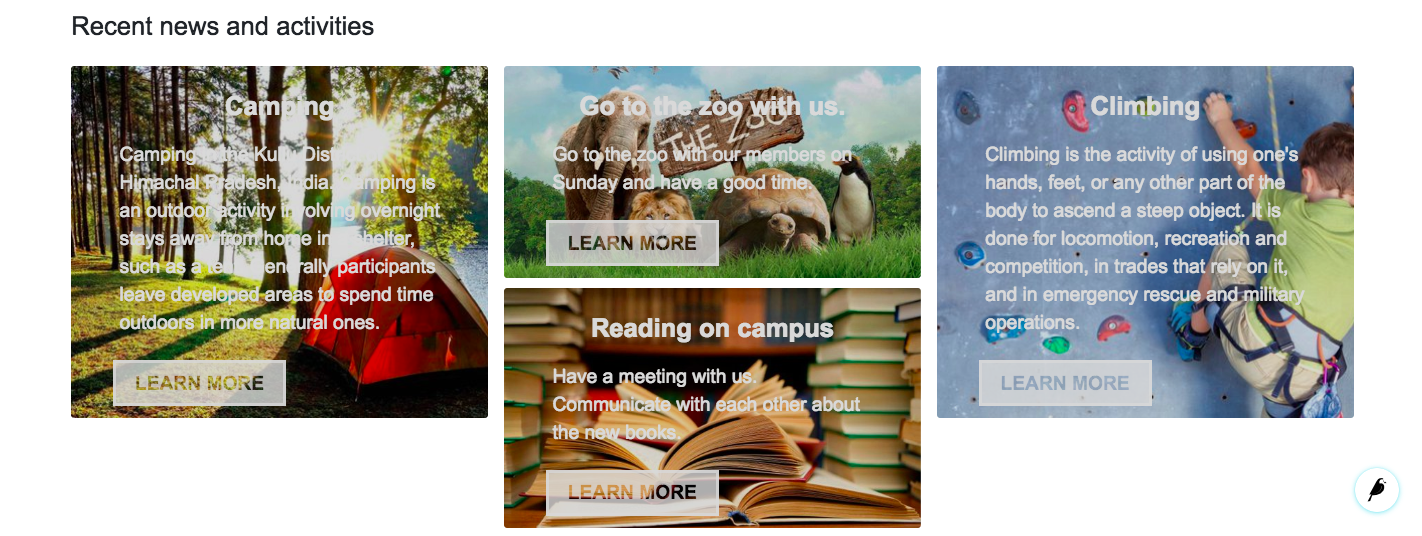 Recent news and activities
Camping
Camping in the Kullu District of
Himachal Pradesh, India. Camping is
an outdoor activity involving overnight
stays away from home in a shelter,
such as a tent. Generally participants
leave developed areas to spend time
outdoors in more natural ones.
LEARN MORE
Go to the zoo with us.
THE ZOO
Go to the zoo with our members on
Sunday and have a good time.
LEARN MORE
Reading on campus
Have a meeting with us.
Communicate with each other about
the new books.
LEARN MORE
Climbing
Climbing is the activity of using one's
hands, feet, or any other part of the
body to ascend a steep object. It is
done for locomotion, recreation and
competition, in trades that rely on it,
and in emergency rescue and military
operations.
LEARN MORE